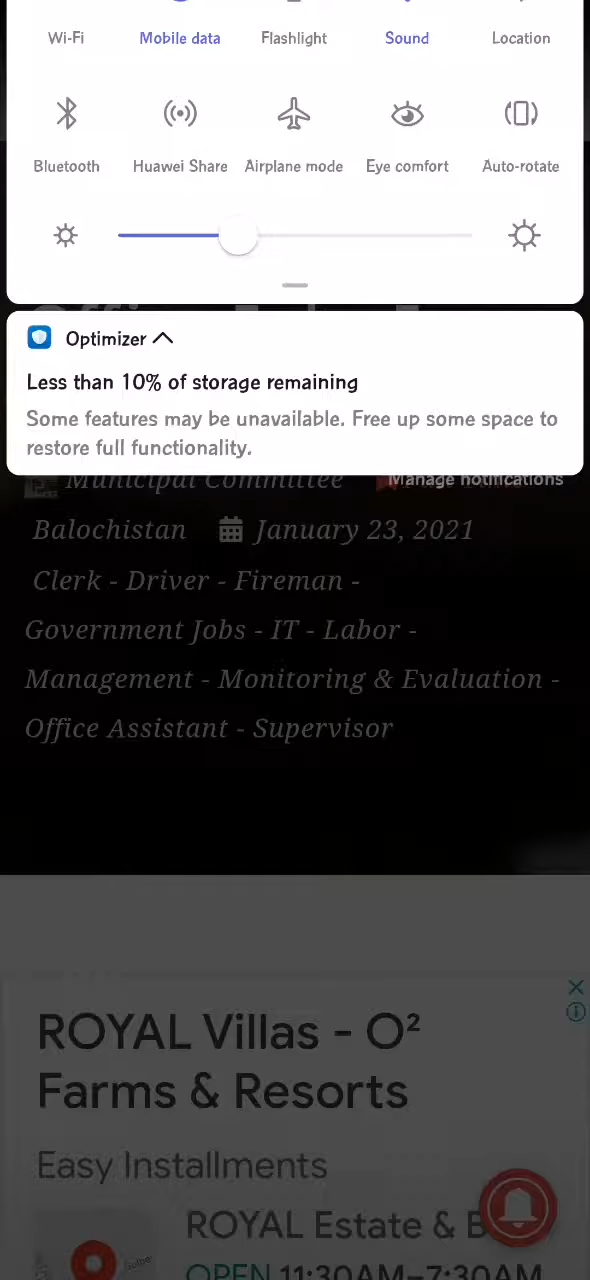 Wi-Fi Mobile data Flashlight Sound Location
Bluetooth Huawei Share Airplane mode Eye comfort Auto-rotate
Optimizer
Less than 10% of storage remaining
Some features may be unavailable. Free up some space to
restore full functionality.
Municipal Committee
Manage notifications
Balochistan January 23, 2021
Clerk - Driver - Fireman -
Government Jobs - IT - Labor -
Management - Monitoring & Evaluation -
Office Assistant - Supervisor
ROYAL Villas - O²
Farms & Resorts
Easy Installments
ROYAL Estate & B
OPEN 11:30AM–7:30AM